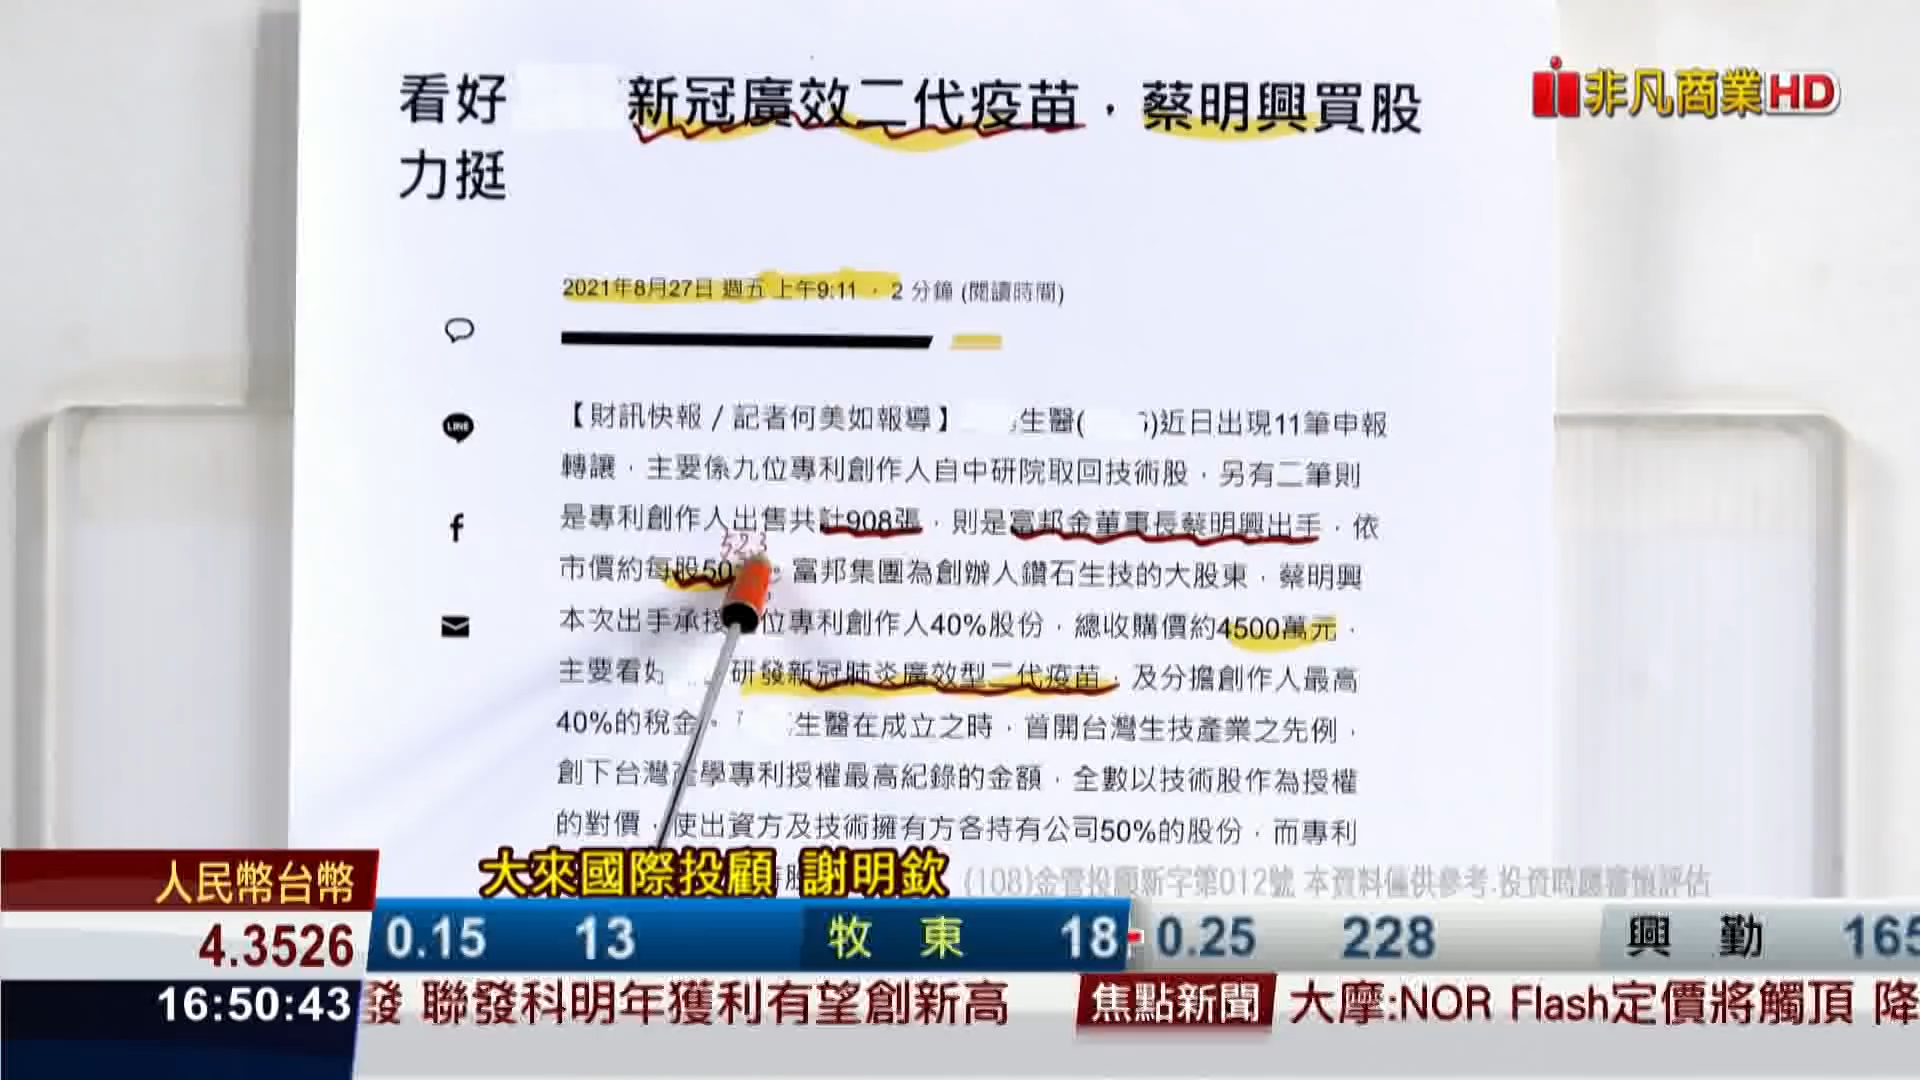 看好 新冠廣效二代疫苗，蔡明興買股
力挺
非凡商業HD
2021年8月27日 週五 上午9:11 · 2 分鐘 (閱讀時間)
【財訊快報／記者何美如報導】 生醫( )近日出現11筆申報
轉讓，主要係九位專利創作人自中研院取回技術股，另有二筆則
是專利創作人出售共計908張，則是富邦金董事長蔡明興出手，依
52.3
市價約每股50 。富邦集團為創辦人鑽石生技的大股東，蔡明興
本次出手承接 位專利創作人40%股份，總收購價約4500萬元，
主要看好 研發新冠肺炎廣效型二代疫苗，及分擔創作人最高
40%的稅金。 生醫在成立之時，首開台灣生技產業之先例，
創下台灣產學專利授權最高紀錄的金額，全數以技術股作為授權
的對價，使出資方及技術擁有方各持有公司50%的股份，而專利
LINE
大來國際投顧 謝明欽
(108)金管投顧新字第012號 本資料僅供參考,投資時應審慎評估
人民幣台幣
4.3526
0.15 13 牧東 18 0.25 228 興勤 165
16:50:43
發 聯發科明年獲利有望創新高 焦點新聞 大摩:NOR Flash定價將觸頂 降